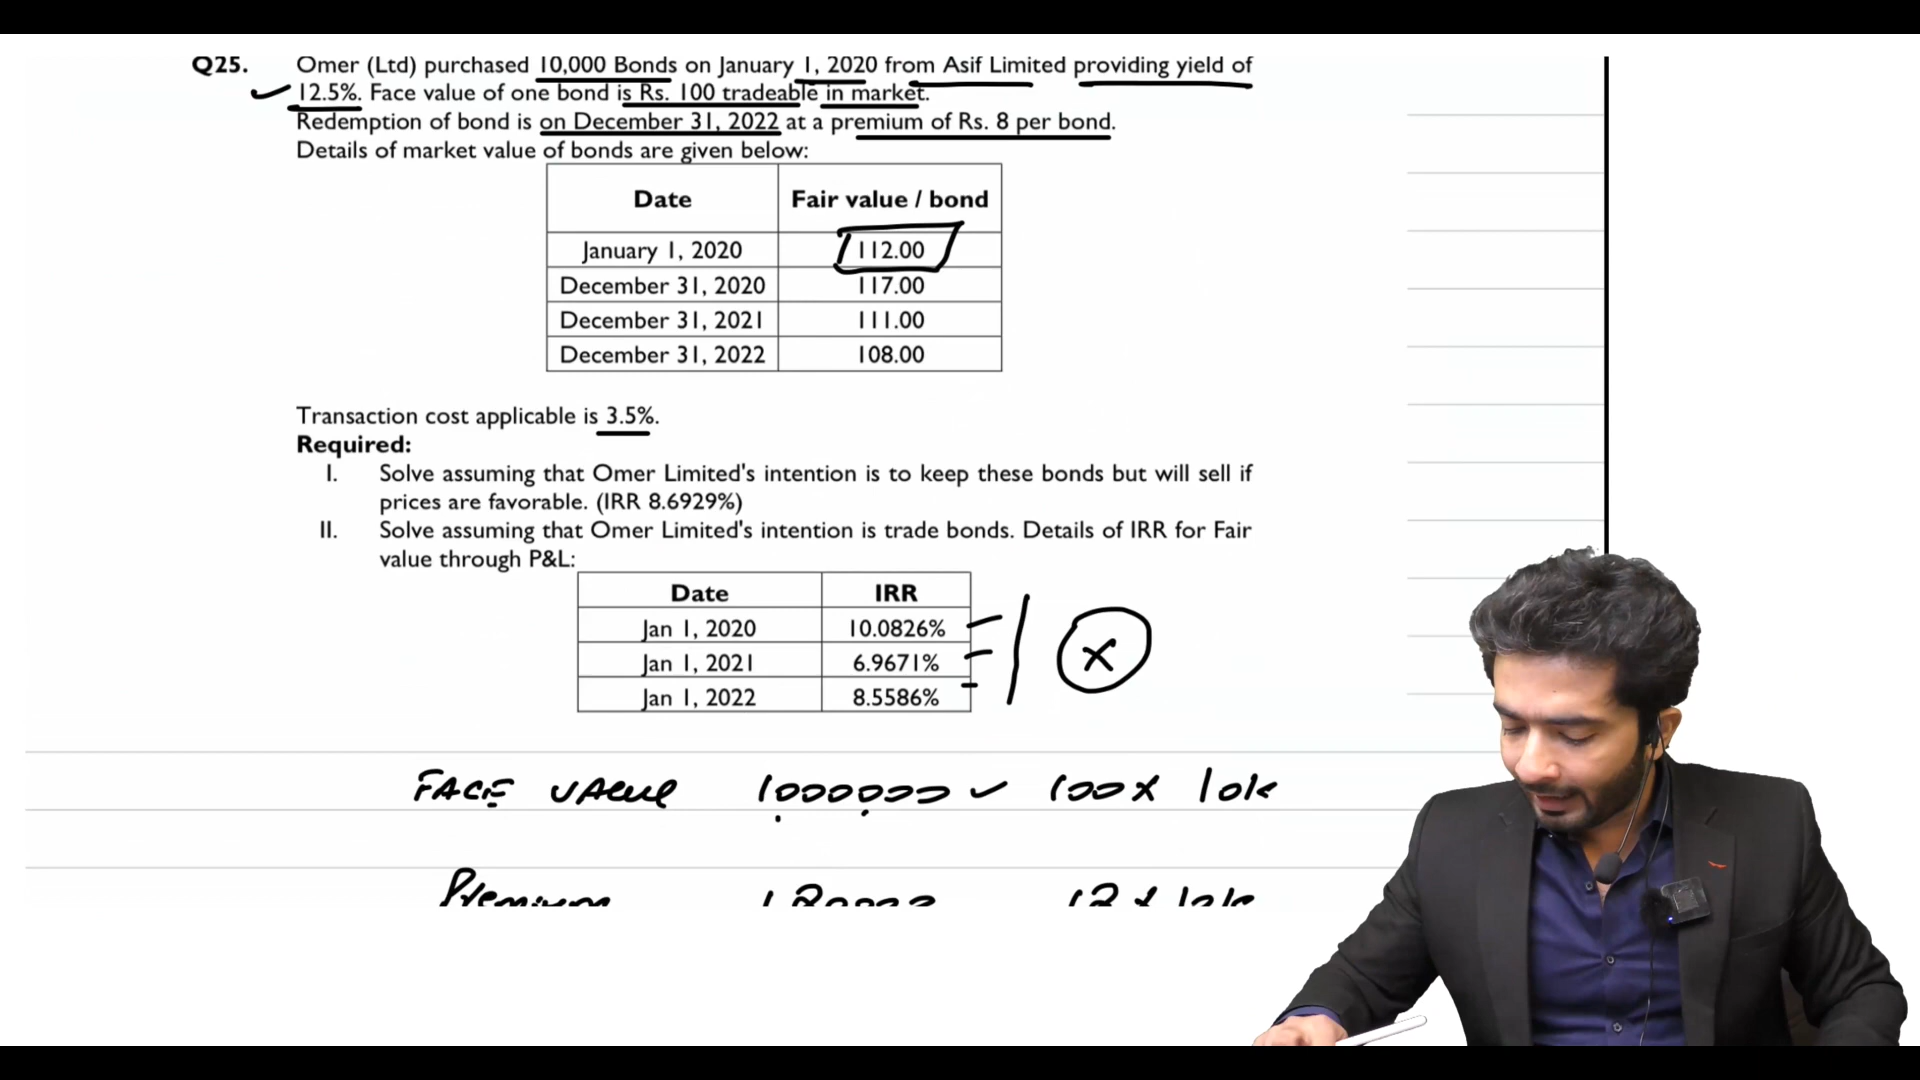 Q25. Omer (Ltd) purchased 10,000 Bonds on January 1, 2020 from Asif Limited providing yield of
12.5%. Face value of one bond is Rs. 100 tradeable in market.
Redemption of bond is on December 31, 2022 at a premium of Rs. 8 per bond.
Details of market value of bonds are given below:
Date Fair value / bond
January 1, 2020 112.00
December 31, 2020 117.00
December 31, 2021 111.00
December 31, 2022 108.00
Transaction cost applicable is 3.5%.
Required:
I. Solve assuming that Omer Limited's intention is to keep these bonds but will sell if
prices are favorable. (IRR 8.6929%)
II. Solve assuming that Omer Limited's intention is trade bonds. Details of IRR for Fair
value through P&L:
Date IRR
Jan 1, 2020 10.0826%
Jan 1, 2021 6.9671%
Jan 1, 2022 8.5586%
FACE VALUE 1000000 100x 10k
Premium 120000 12x10k